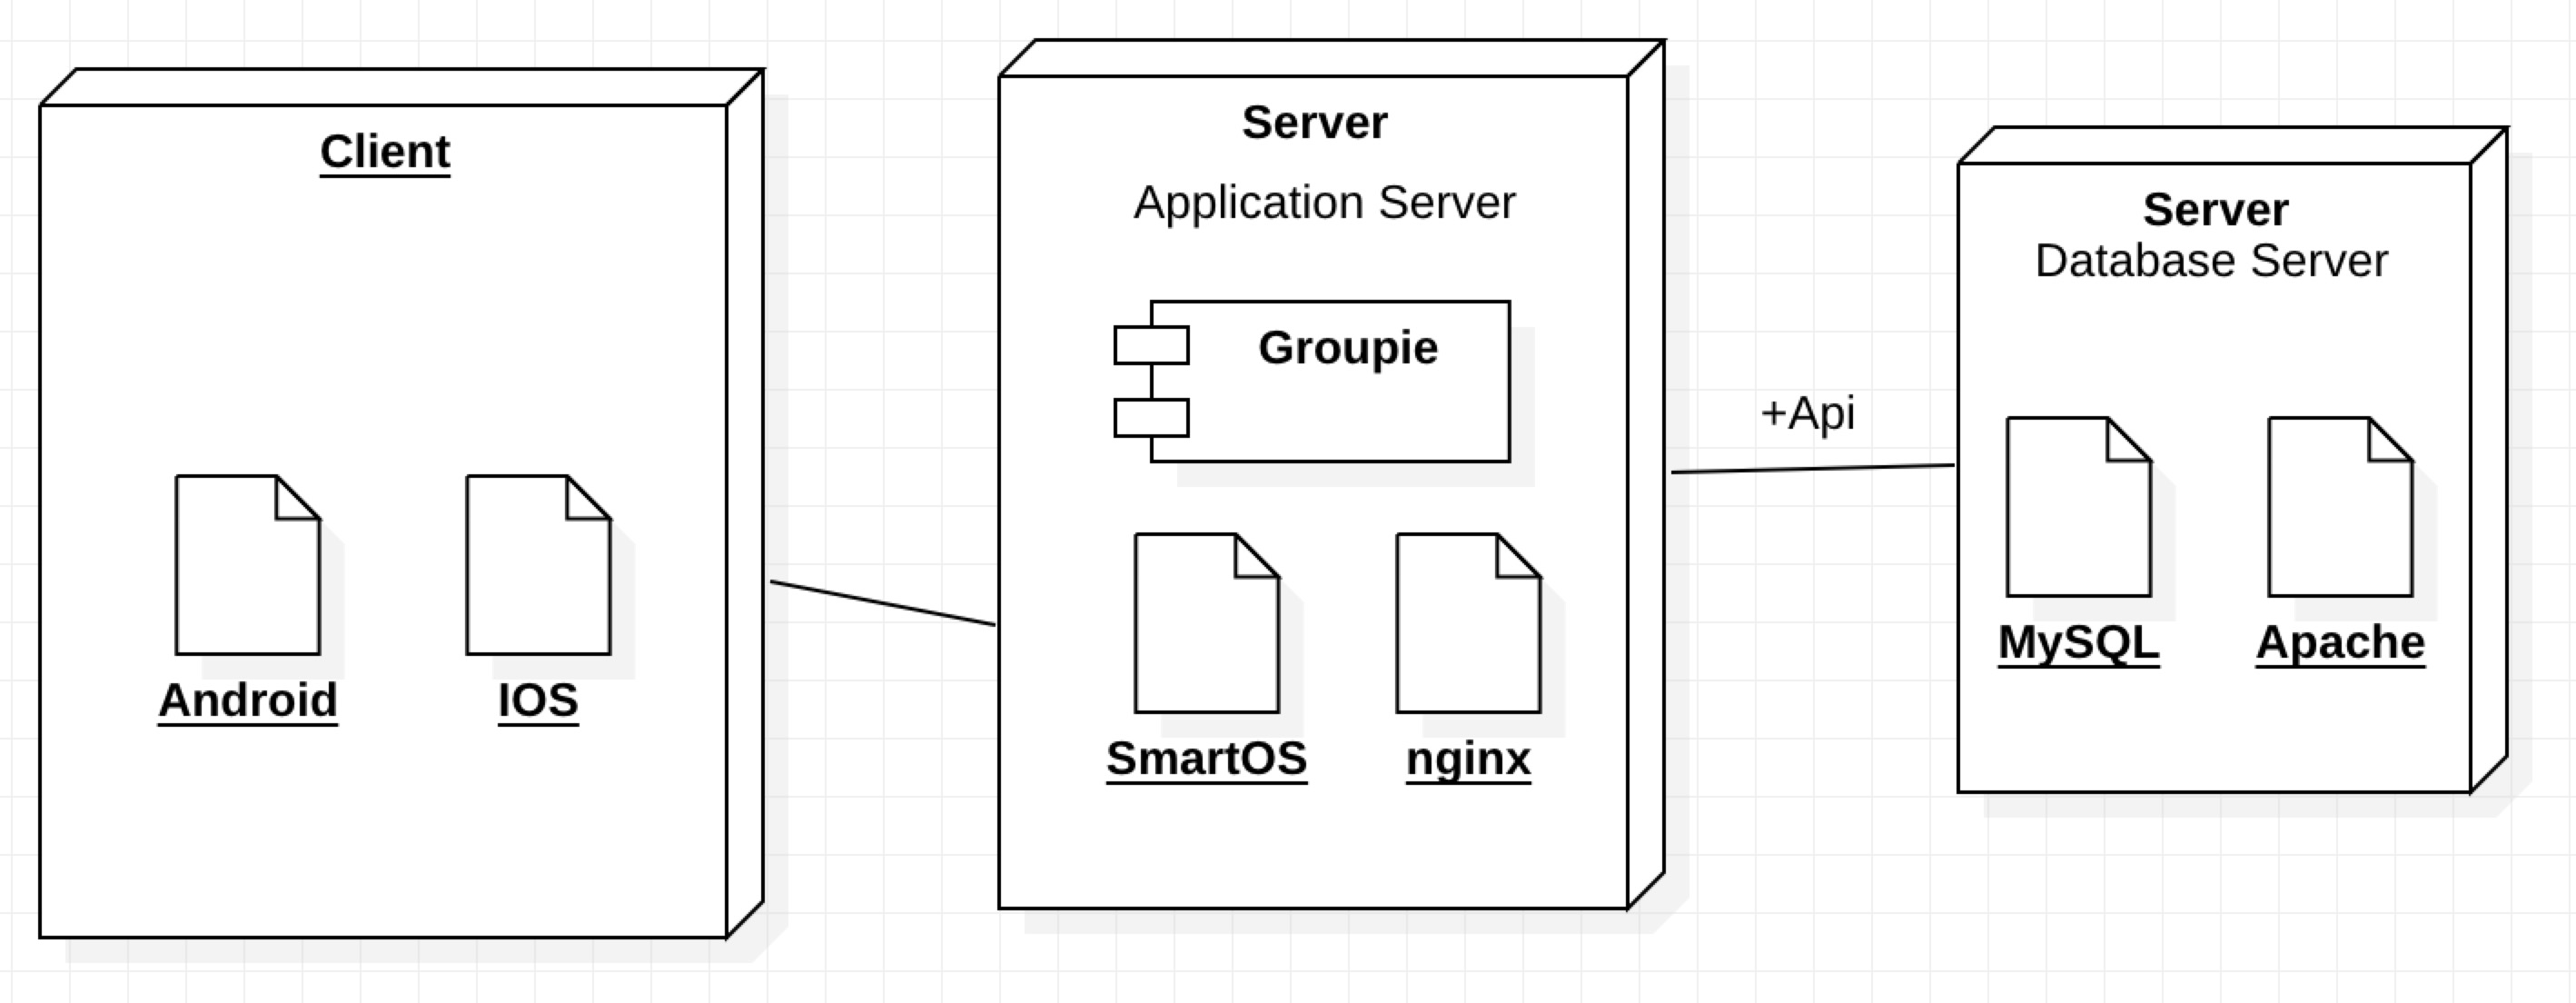 Client
Android
IOS
Server
Application Server
Groupie
SmartOS
nginx
+Api
Server
Database Server
MySQL
Apache